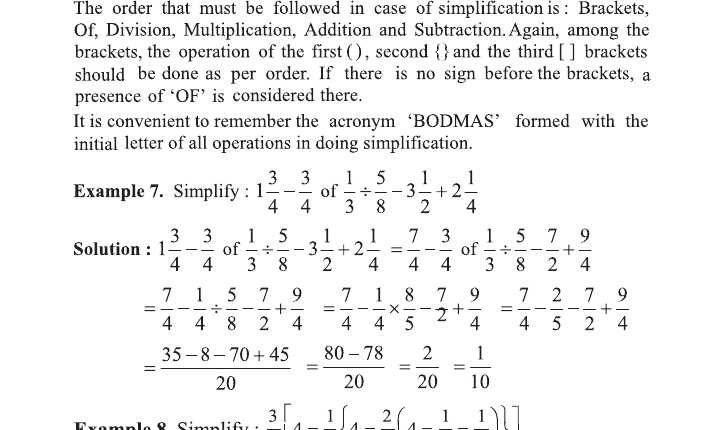 The order that must be followed in case of simplification is : Brackets,
Of, Division, Multiplication, Addition and Subtraction. Again, among the
brackets, the operation of the first ( ), second {} and the third [ ] brackets
should be done as per order. If there is no sign before the brackets, a
presence of ‘OF’ is considered there.
It is convenient to remember the acronym ‘BODMAS’ formed with the
initial letter of all operations in doing simplification.
Example 7. Simplify : 1 3/4 − 3/4 of 1/3 ÷ 5/8 − 3 1/2 + 2 1/4
Solution : 1 3/4 − 3/4 of 1/3 ÷ 5/8 − 3 1/2 + 2 1/4 = 7/4 − 3/4 of 1/3 ÷ 5/8 − 7/2 + 9/4
= 7/4 − 1/4 ÷ 5/8 − 7/2 + 9/4 = 7/4 − 1/4 × 8/5 − 7/2 + 9/4 = 7/4 − 2/5 − 7/2 + 9/4
= (35 − 8 − 70 + 45)/20 = (80 − 78)/20 = 2/20 = 1/10
Example 8. Simplify :